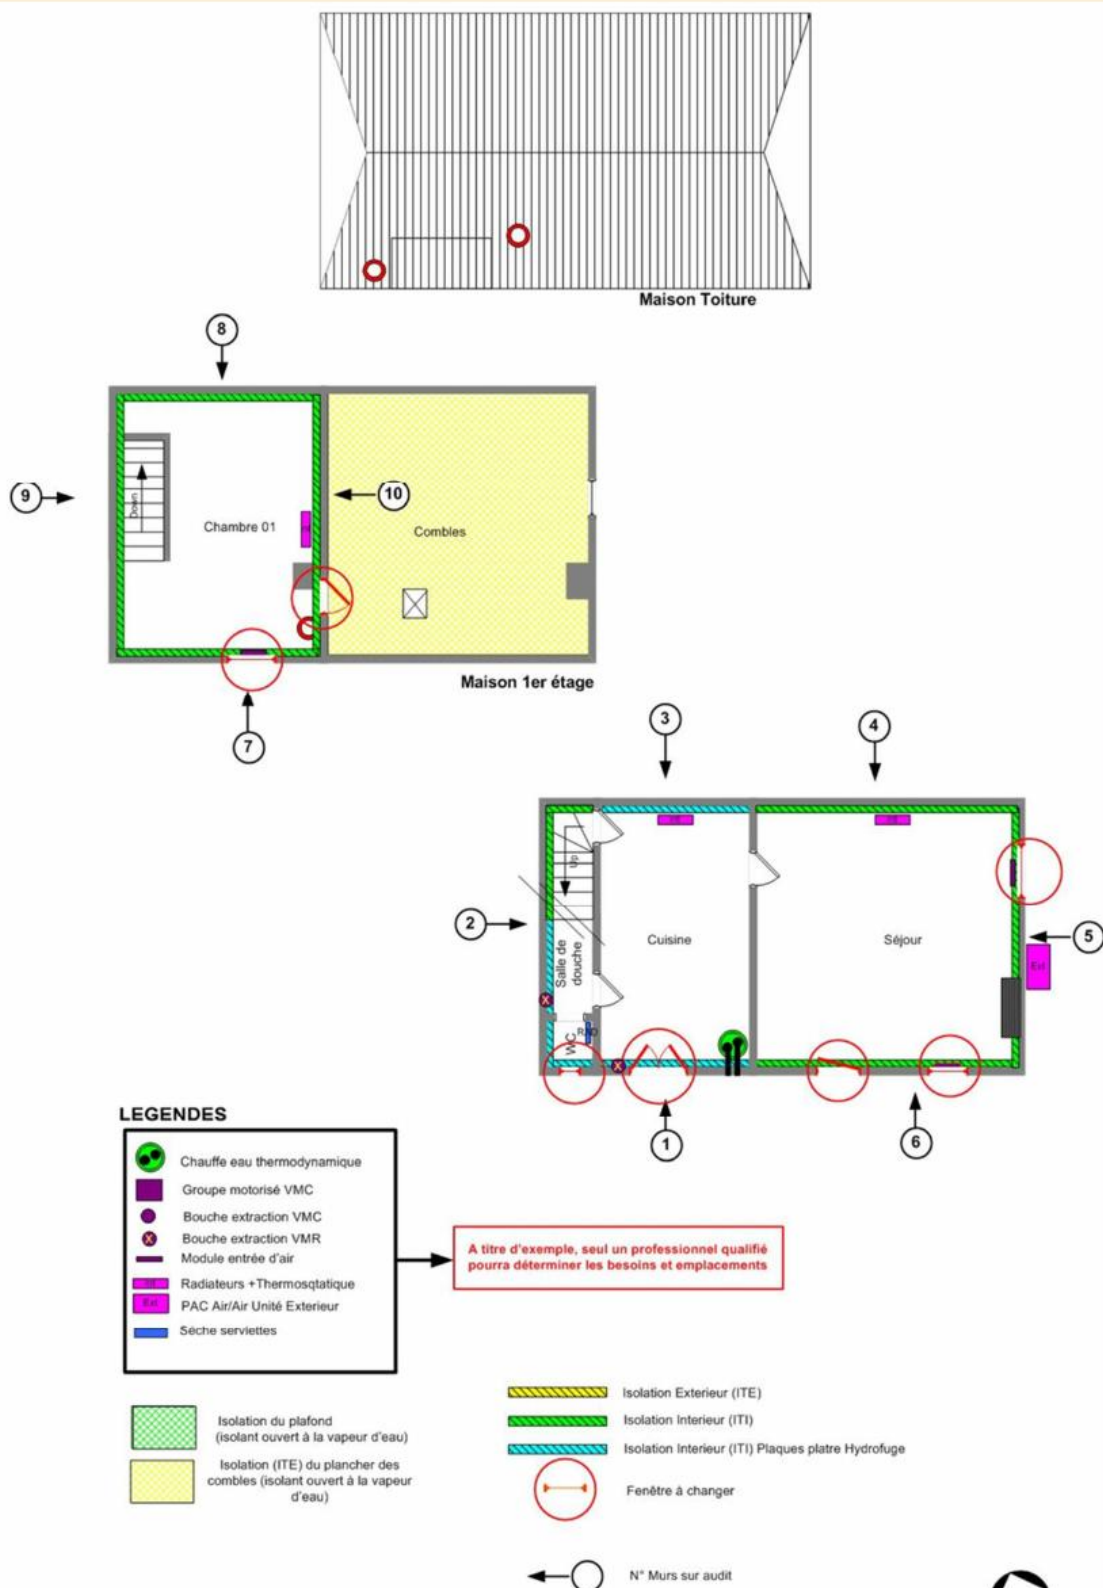 Maison Toiture
8
9
10
Down
Chambre 01
Combles
Maison 1er étage
7
3
4
Up
2
Cuisine
Séjour
5
Salle de
douche
Ext
WC
1
6
LEGENDES
Chauffe eau thermodynamique
Groupe motorisé VMC
Bouche extraction VMC
X Bouche extraction VMR
Module entrée d'air
Radiateurs +Thermosqtatique
Ext PAC Air/Air Unité Exterieur
Sèche serviettes
A titre d'exemple, seul un professionnel qualifié
pourra déterminer les besoins et emplacements
Isolation du plafond
(isolant ouvert à la vapeur d'eau)
Isolation (ITE) du plancher des
combles (isolant ouvert à la vapeur
d'eau)
Isolation Exterieur (ITE)
Isolation Interieur (ITI)
Isolation Interieur (ITI) Plaques platre Hydrofuge
Fenêtre à changer
N° Murs sur audit